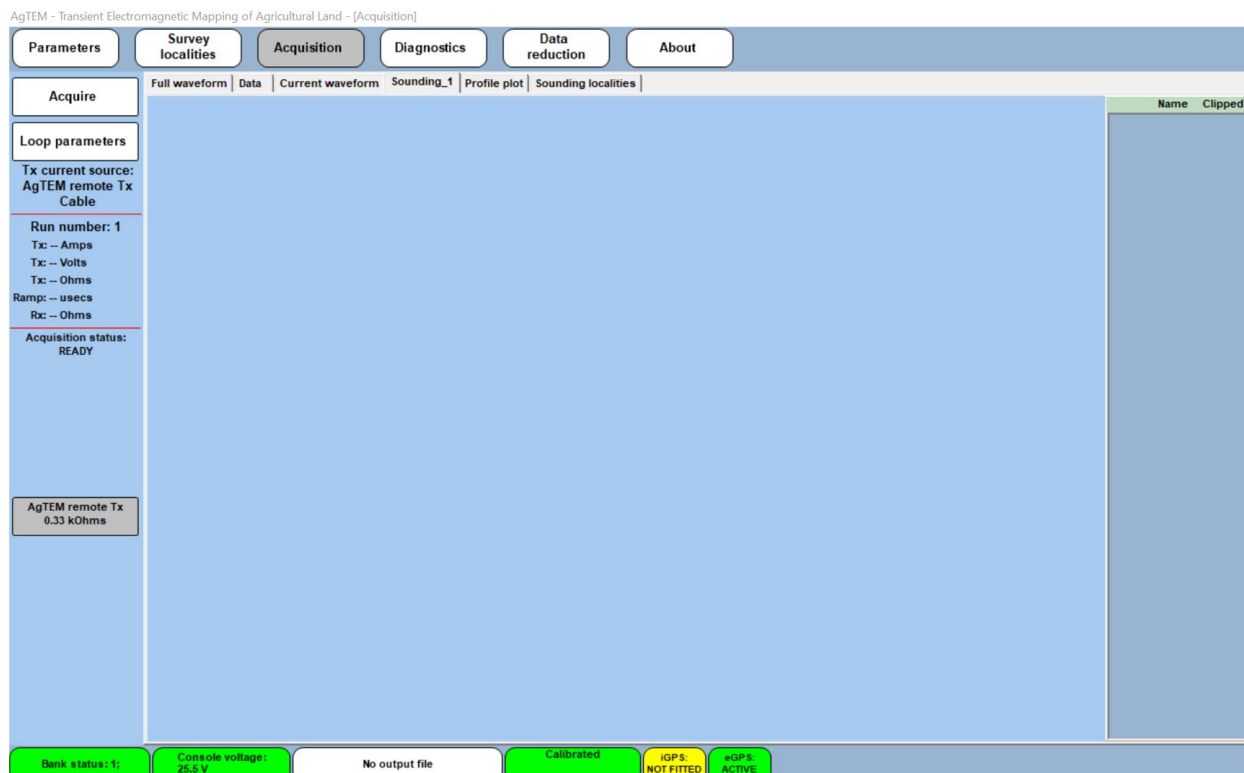 AgTEM - Transient Electromagnetic Mapping of Agricultural Land - [Acquisition]
Parameters
Survey
localities
Acquisition
Diagnostics
Data
reduction
About
Full waveform
Data
Current waveform
Sounding_1
Profile plot
Sounding localities
Acquire
Name Clipped
Loop parameters
Tx current source:
AgTEM remote Tx
Cable
Run number: 1
Tx: -- Amps
Tx: -- Volts
Tx: -- Ohms
Ramp: -- usecs
Rx: -- Ohms
Acquisition status:
READY
AgTEM remote Tx
0.33 kOhms
Bank status: 1;
Console voltage:
25.5 V
No output file
Calibrated
iGPS:
NOT FITTED
eGPS:
ACTIVE